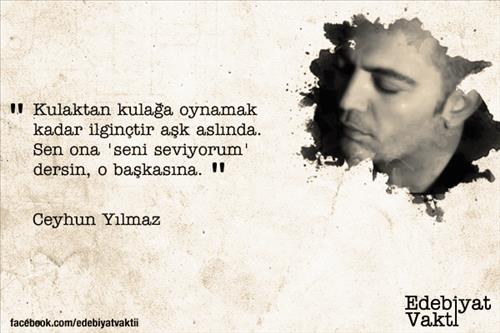 " Kulaktan kulağa oynamak
kadar ilginçtir aşk aslında.
Sen ona 'seni seviyorum'
dersin, o başkasına. "
Ceyhun Yılmaz
facebook.com/edebiyatvaktii
Edebiyat
Vakti